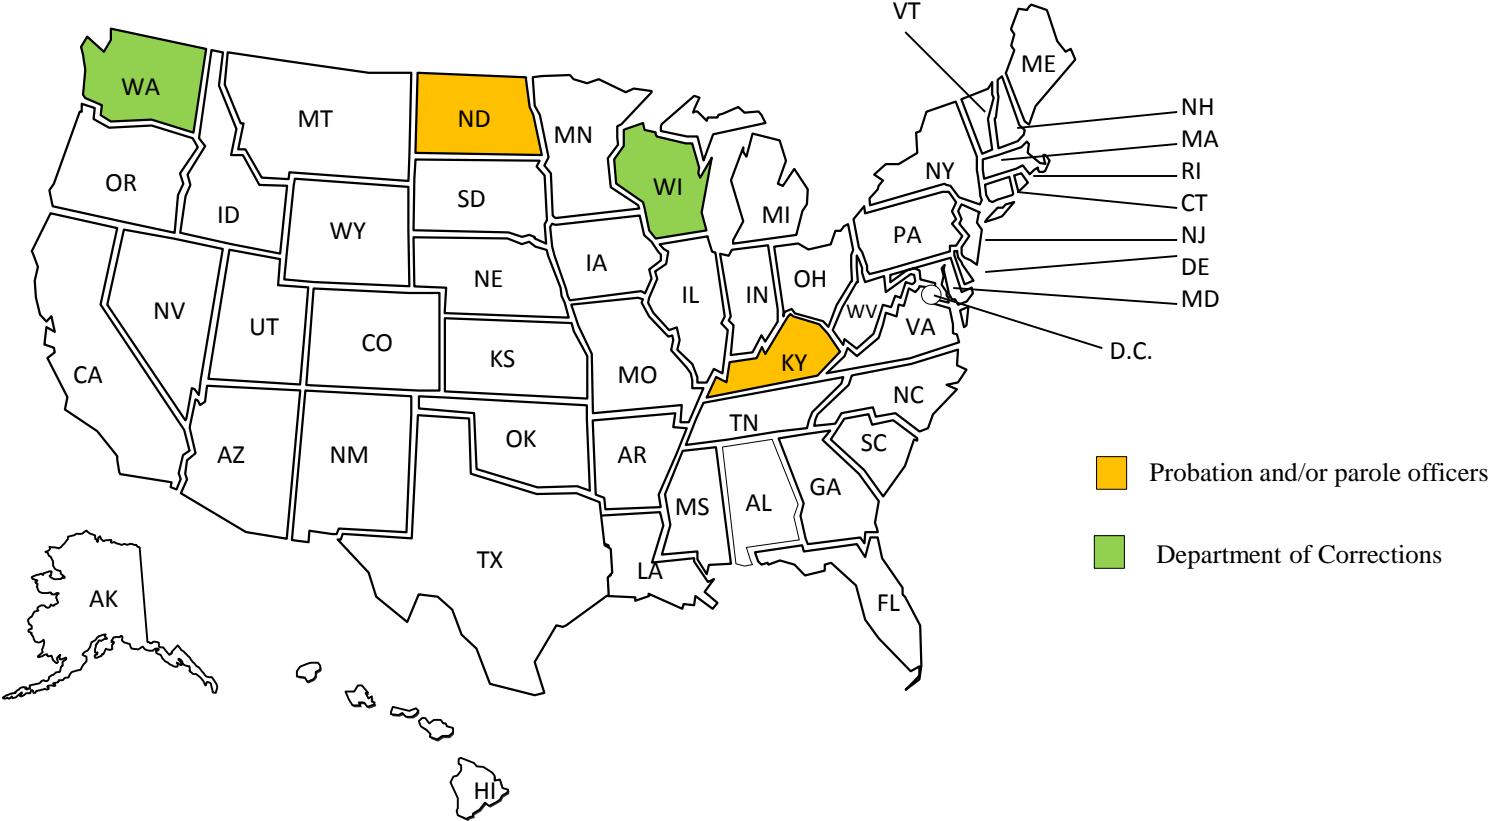 VT
ME
WA
NH
MT
ND
MN
MA
NY
RI
OR
WI
SD
CT
ID
MI
WY
PA
NJ
IA
DE
NE
OH
IL
IN
MD
NV
WV
UT
VA
CO
D.C.
KS
KY
CA
MO
NC
TN
OK
SC
AZ
NM
AR
Probation and/or parole officers
GA
MS
AL
Department of Corrections
TX
LA
AK
FL
HI